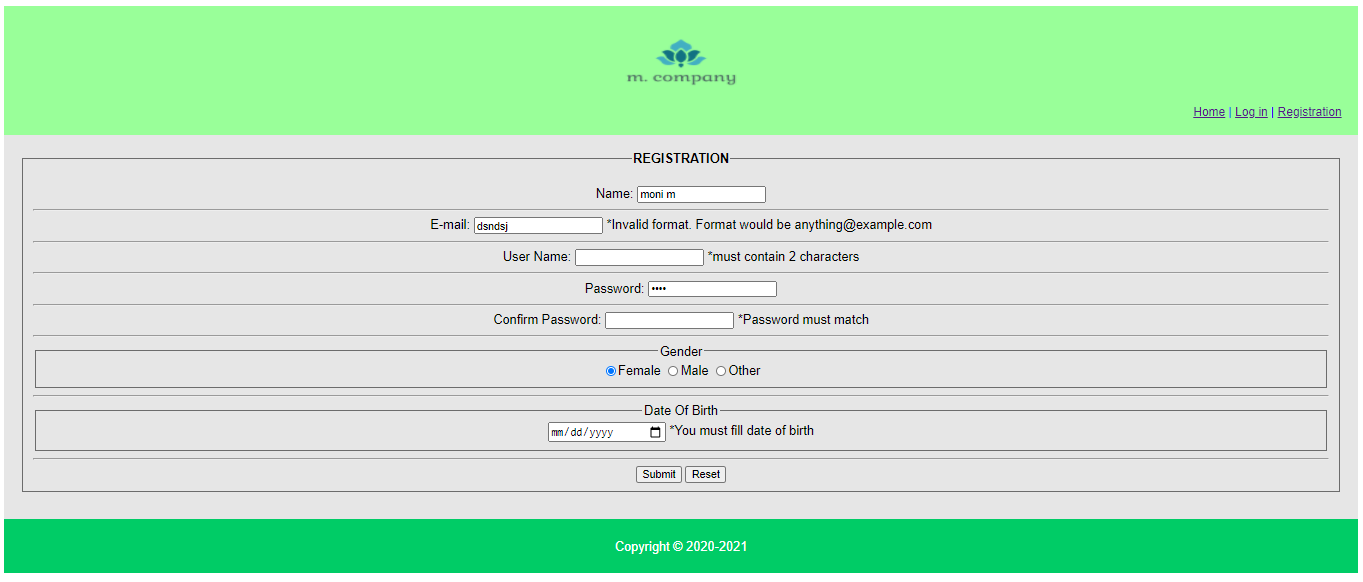 m. company
Home | Log in | Registration
REGISTRATION
Name: moni m
E-mail: dsndsj *Invalid format. Format would be anything@example.com
User Name: *must contain 2 characters
Password: ••••
Confirm Password: *Password must match
Gender
Female Male Other
Date Of Birth
mm/dd/yyyy *You must fill date of birth
Submit Reset
Copyright © 2020-2021